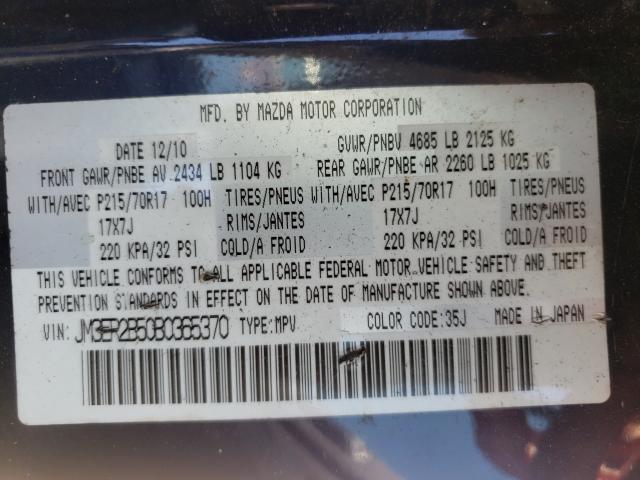 MFD. BY MAZDA MOTOR CORPORATION
DATE 12/10 GVWR/PNBV 4685 LB 2125 KG
FRONT GAWR/PNBE AV 2434 LB 1104 KG REAR GAWR/PNBE AR 2260 LB 1025 KG
WITH/AVEC P215/70R17 100H TIRES/PNEUS WITH/AVEC P215/70R17 100H TIRES/PNEUS
17X7J RIMS/JANTES 17X7J RIMS/JANTES
220 KPA/32 PSI COLD/A FROID 220 KPA/32 PSI COLD/A FROID
THIS VEHICLE CONFORMS TO ALL APPLICABLE FEDERAL MOTOR VEHICLE SAFETY AND THEFT
PREVENTION STANDARDS IN EFFECT ON THE DATE OF MANUFACTURE SHOWN ABOVE.
VIN: JM3ER2B50B0365370 TYPE:MPV COLOR CODE:35J MADE IN JAPAN